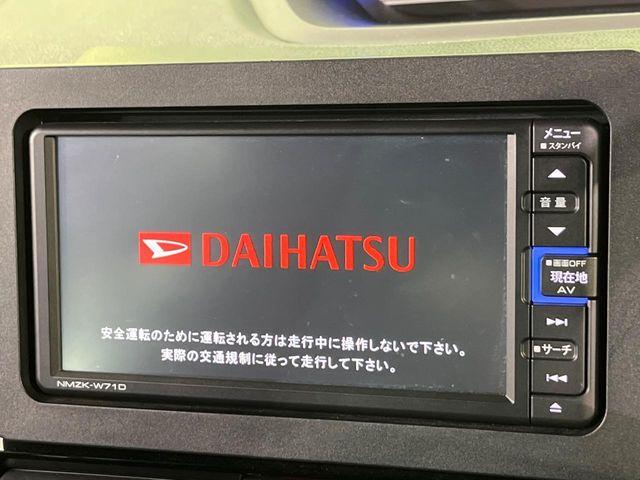 メニュー
■ スタンバイ
音量
■ 画面OFF
現在地
AV
■ サーチ
DAIHATSU
安全運転のために運転される方は走行中に操作しないで下さい。
実際の交通規制に従って走行して下さい。
NMZK-W71D